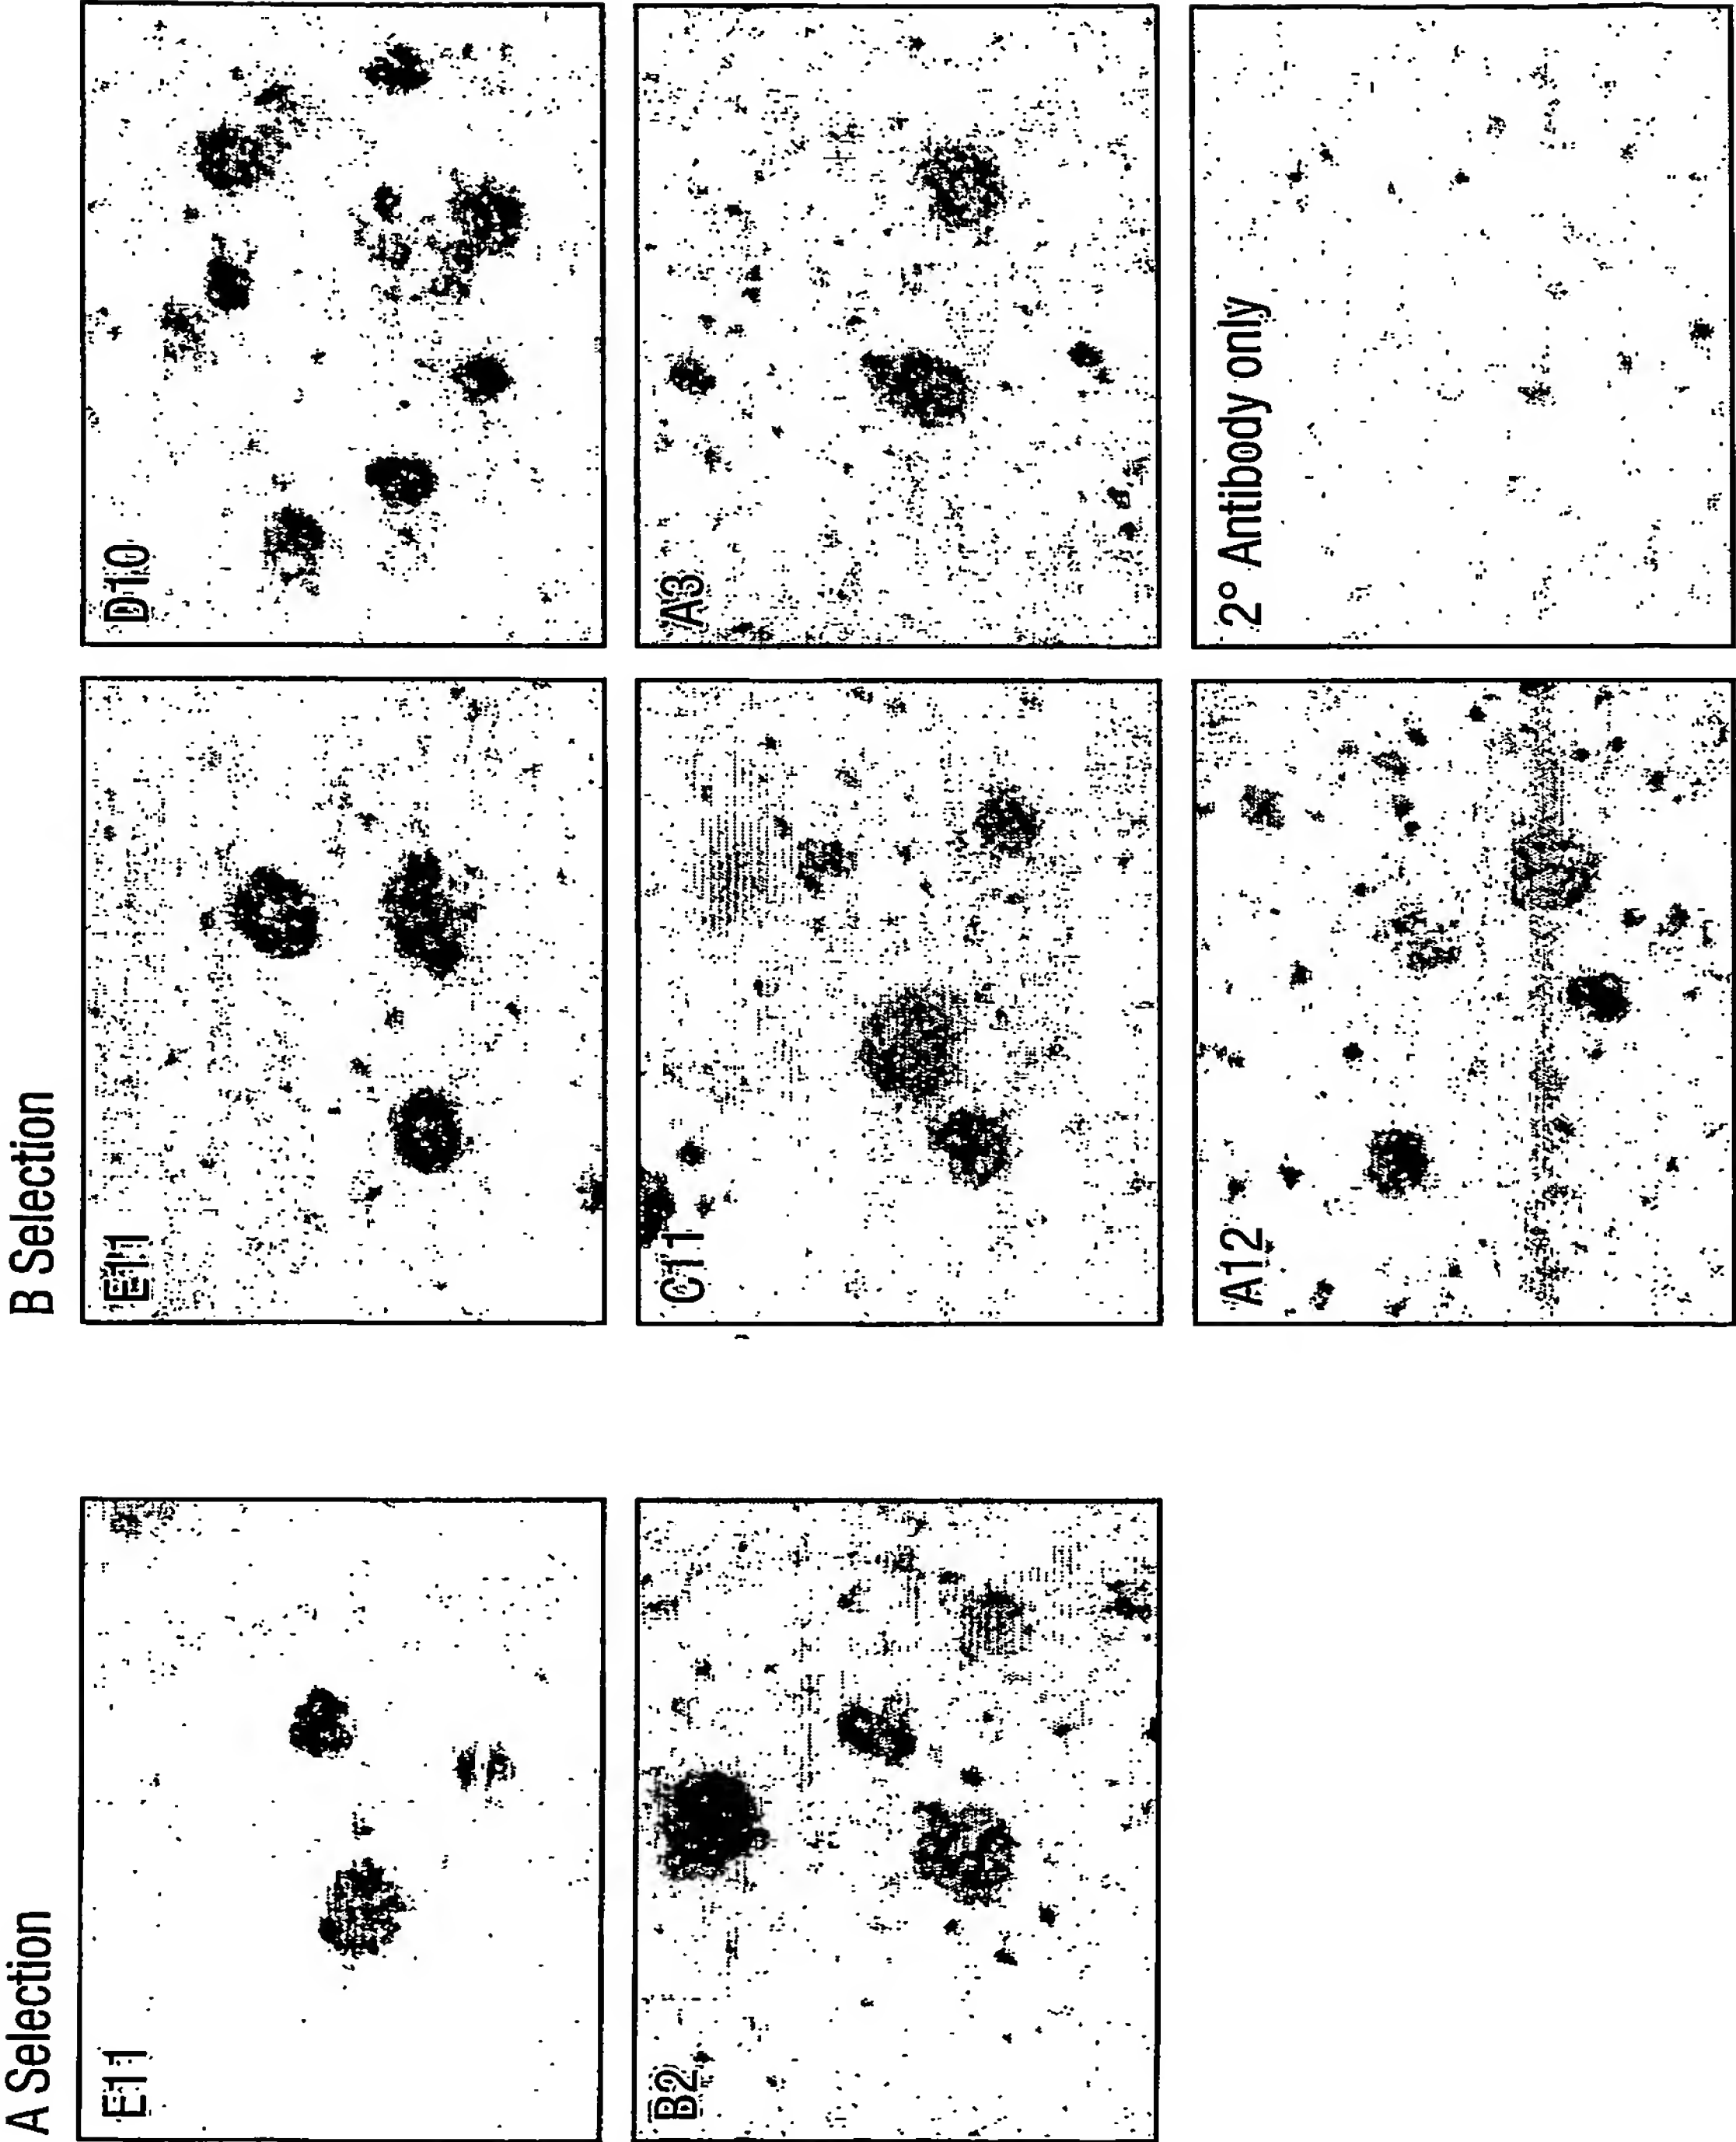 A Selection
E11
B2
B Selection
E11
D10
C11
A3
A12
2° Antibody only